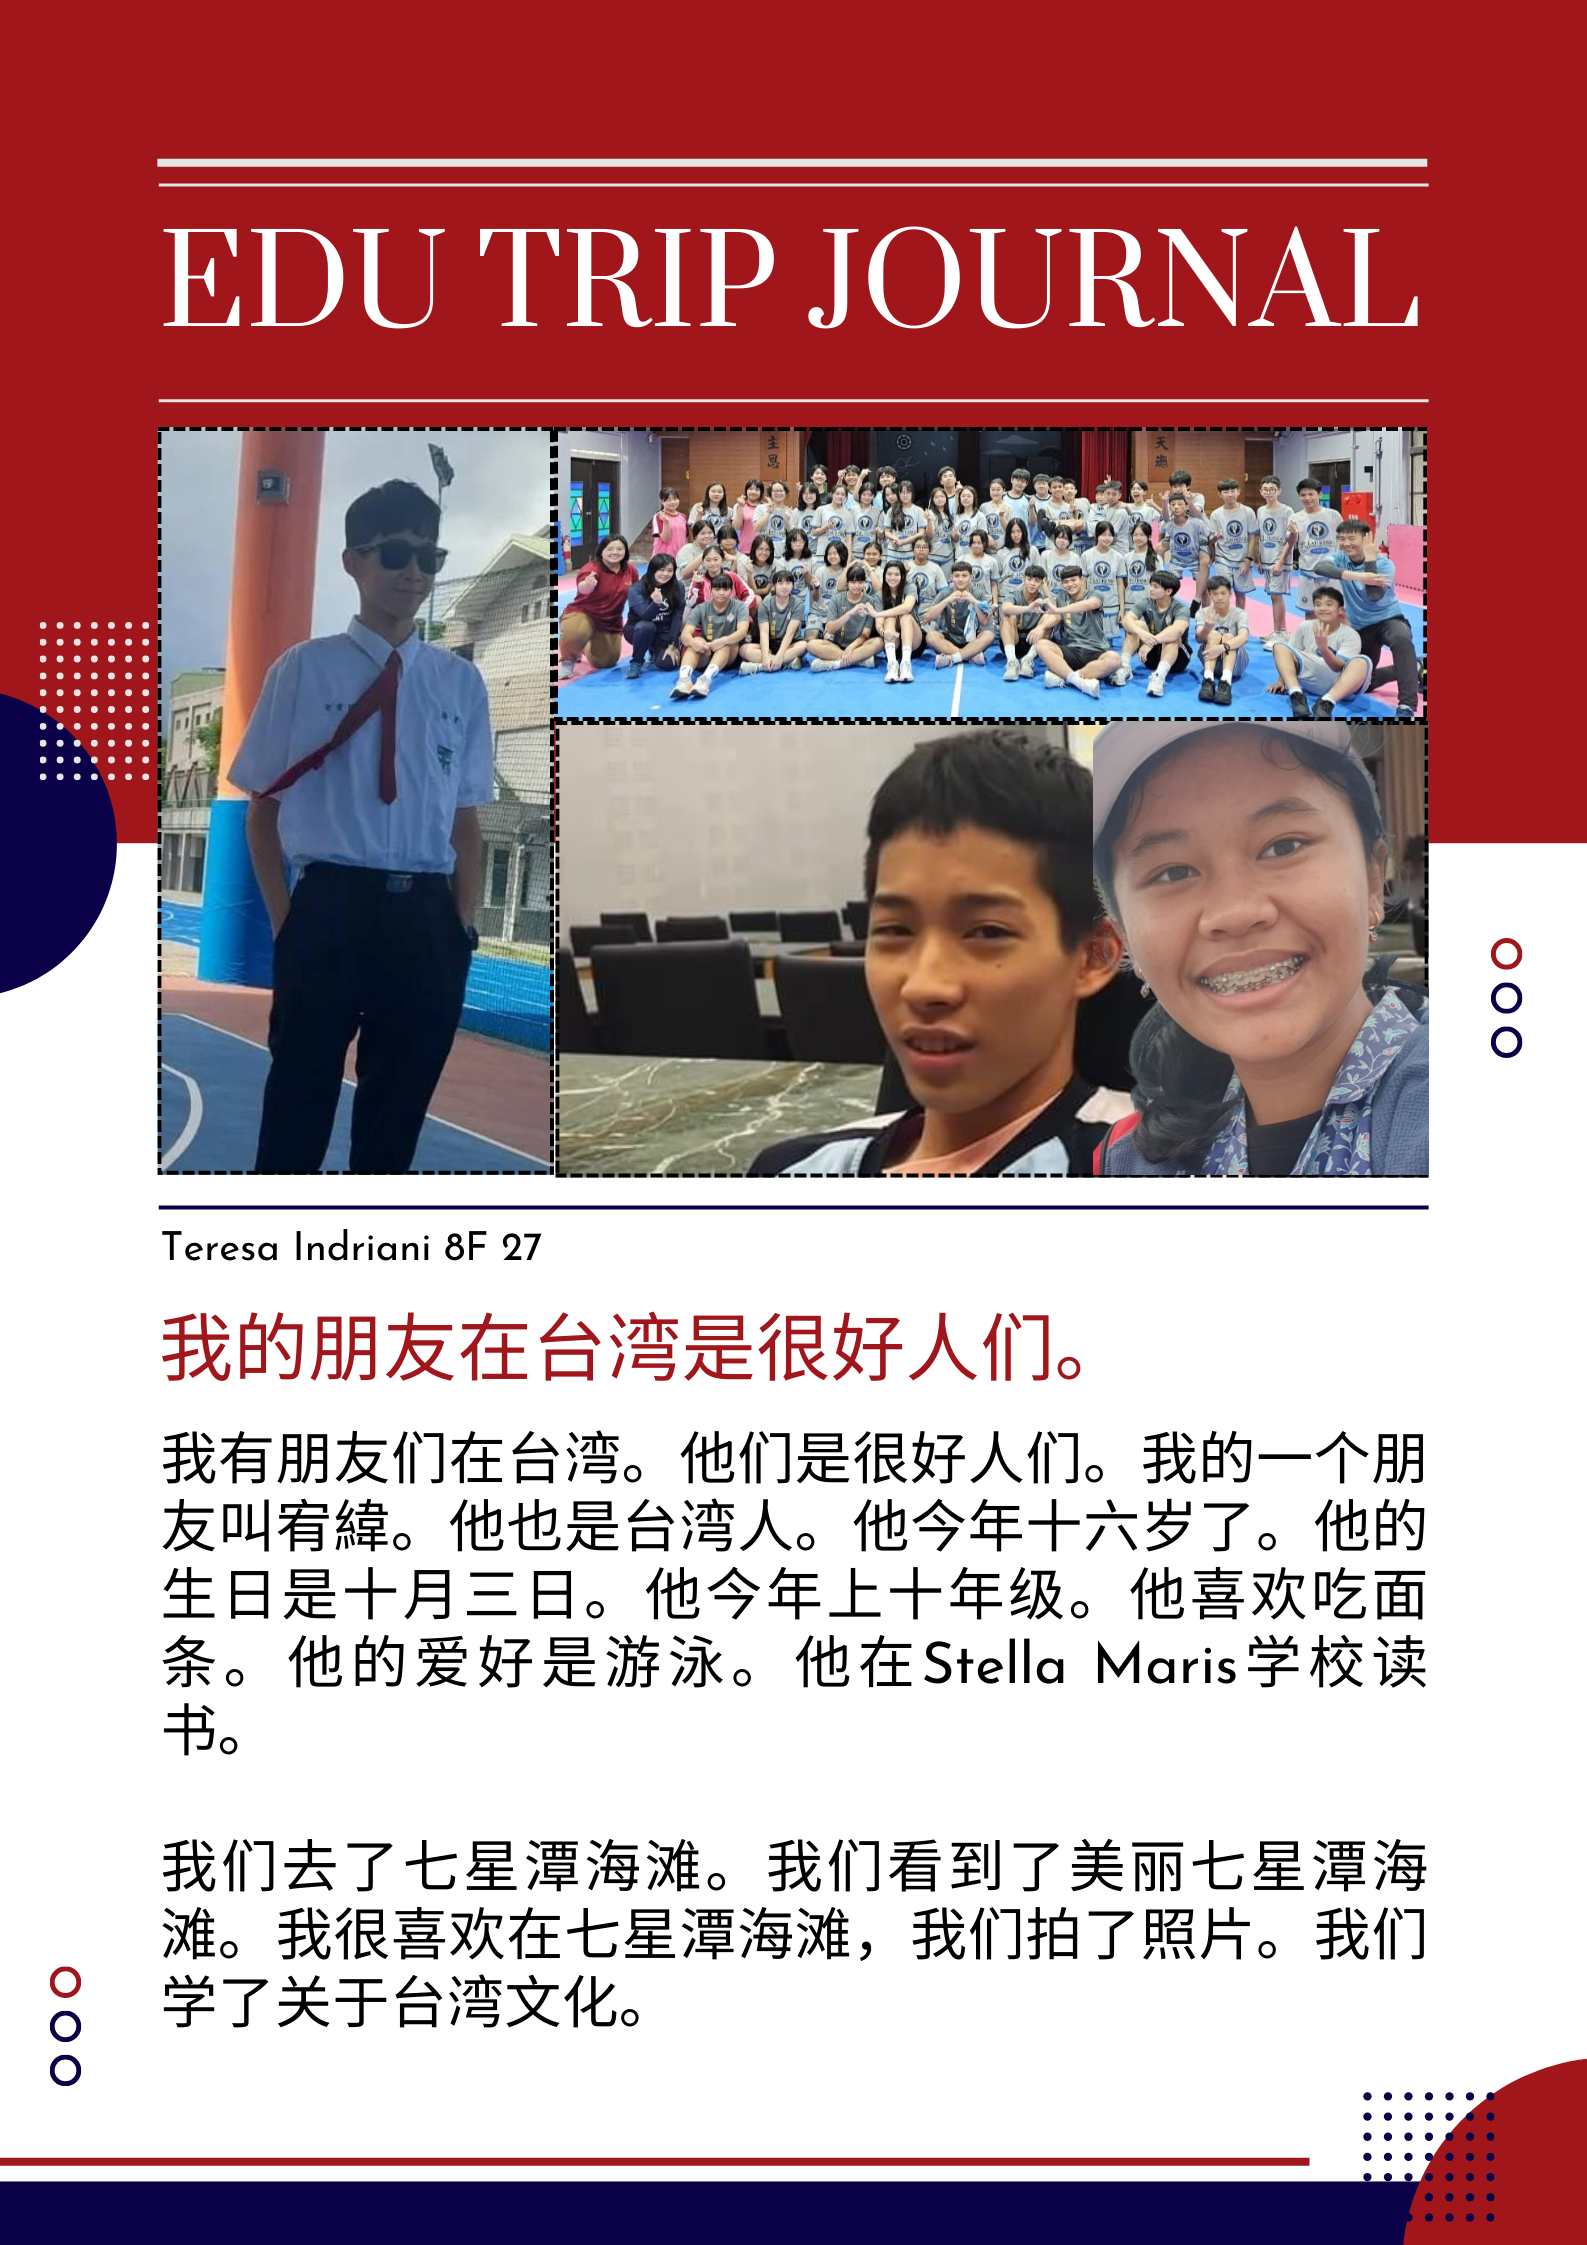 EDU TRIP JOURNAL
主恩
天惠
Teresa Indriani 8F 27
我的朋友在台湾是很好人们。
我有朋友们在台湾。他们是很好人们。我的一个朋
友叫宥緯。他也是台湾人。他今年十六岁了。他的
生日是十月三日。他今年上十年级。他喜欢吃面
条。他的爱好是游泳。他在Stella Maris学校读
书。
我们去了七星潭海滩。我们看到了美丽七星潭海
滩。我很喜欢在七星潭海滩，我们拍了照片。我们
学了关于台湾文化。